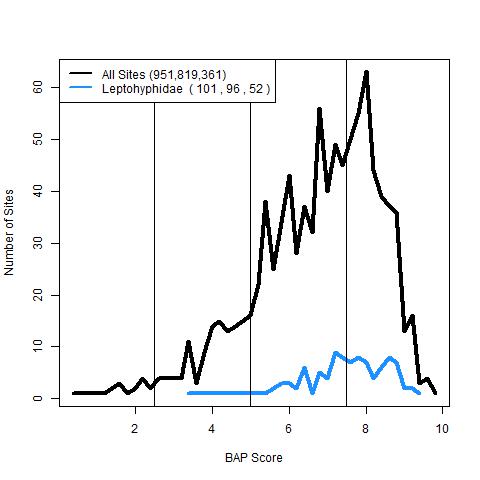 All Sites (951,819,361)
Leptohyphidae ( 101 , 96 , 52 )
60
50
40
30
20
10
0
Number of Sites
2 4 6 8 10
BAP Score